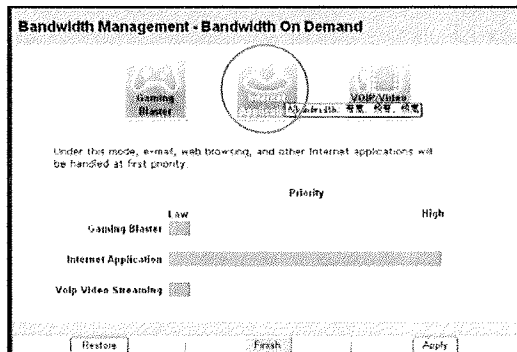 Bandwidth Management - Bandwidth On Demand
Gaming
Blaster
VOIP/Video
Under this mode, e-mail, web browsing, and other Internet applications will
be handled at first priority.
Priority
Low
High
Gaming Blaster
Internet Application
Voip Video Streaming
Restore
Finish
Apply